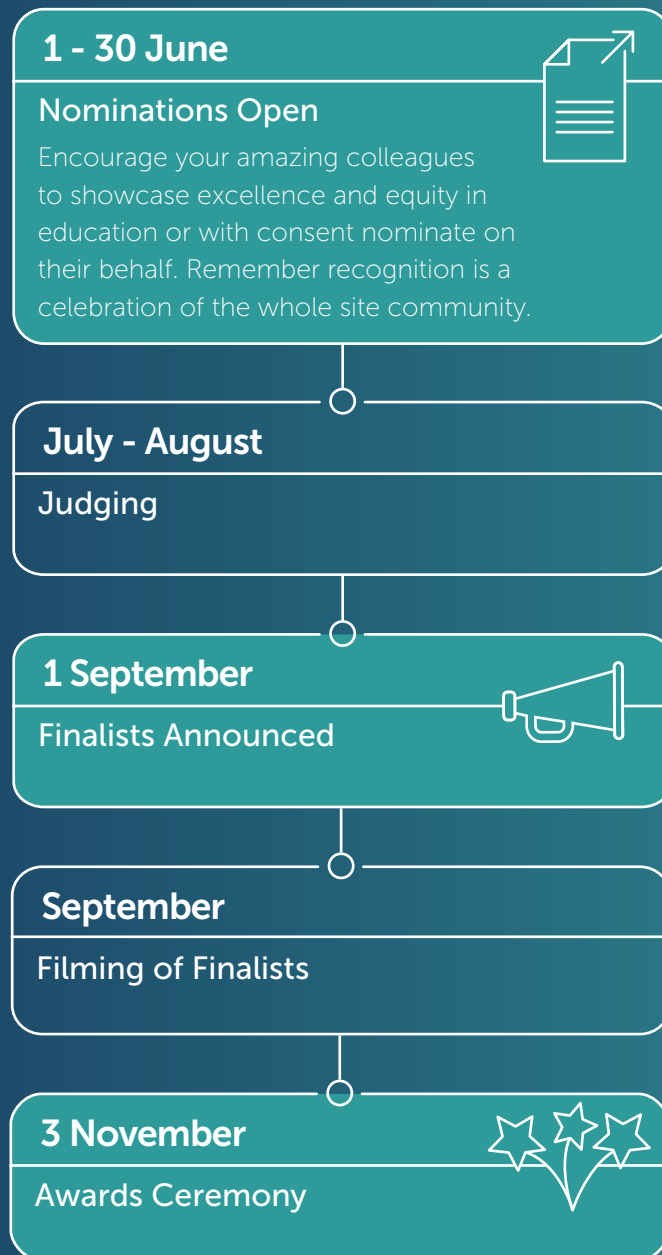 1 - 30 June
Nominations Open
Encourage your amazing colleagues
to showcase excellence and equity in
education or with consent nominate on
their behalf. Remember recognition is a
celebration of the whole site community.
July - August
Judging
1 September
Finalists Announced
September
Filming of Finalists
3 November
Awards Ceremony